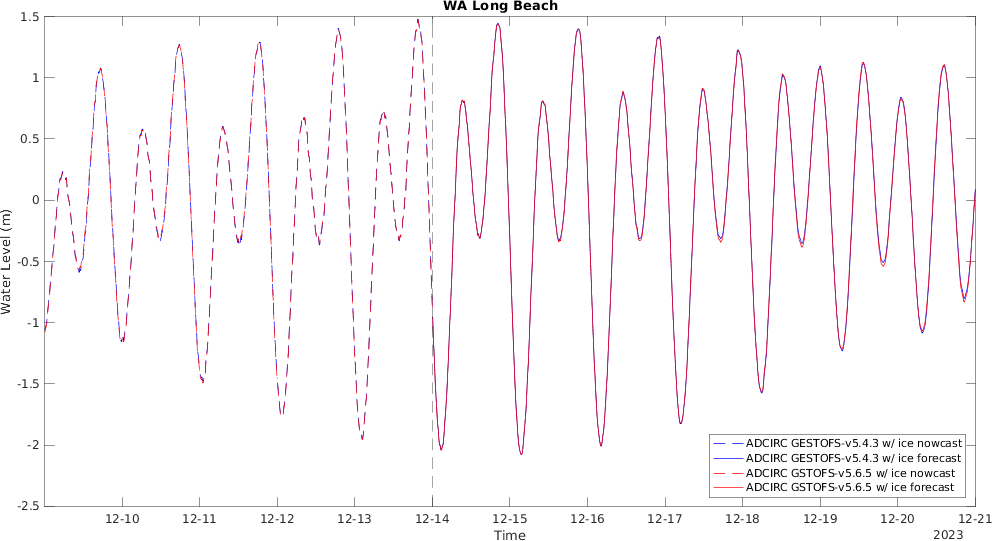 WA Long Beach
1.5
1
0.5
0
-0.5
-1
-1.5
-2
-2.5
Water Level (m)
12-10 12-11 12-12 12-13 12-14 12-15 12-16 12-17 12-18 12-19 12-20 12-21
Time
2023
ADCIRC GESTOFS-v5.4.3 w/ ice nowcast
ADCIRC GESTOFS-v5.4.3 w/ ice forecast
ADCIRC GSTOFS-v5.6.5 w/ ice nowcast
ADCIRC GSTOFS-v5.6.5 w/ ice forecast